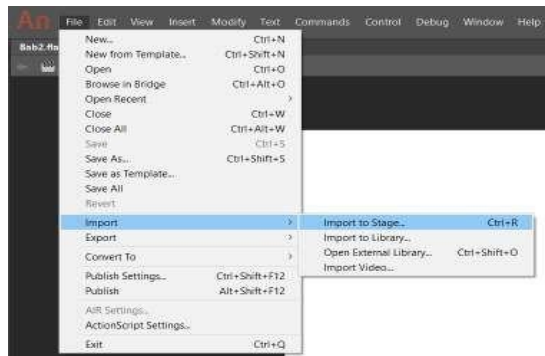 An File Edit View Insert Modify Text Commands Control Debug Window Help
Bab2.fla
New... Ctrl+N
New from Template... Ctrl+Shift+N
Open Ctrl+O
Browse in Bridge Ctrl+Alt+O
Open Recent >
Close Ctrl+W
Close All Ctrl+Alt+W
Save Ctrl+S
Save As... Ctrl+Shift+S
Save as Template...
Save All
Revert
Import > Import to Stage... Ctrl+R
Export > Import to Library...
Open External Library... Ctrl+Shift+O
Convert To >
Import Video...
Publish Settings... Ctrl+Shift+F12
Publish Alt+Shift+F12
AIR Settings...
ActionScript Settings...
Exit Ctrl+Q